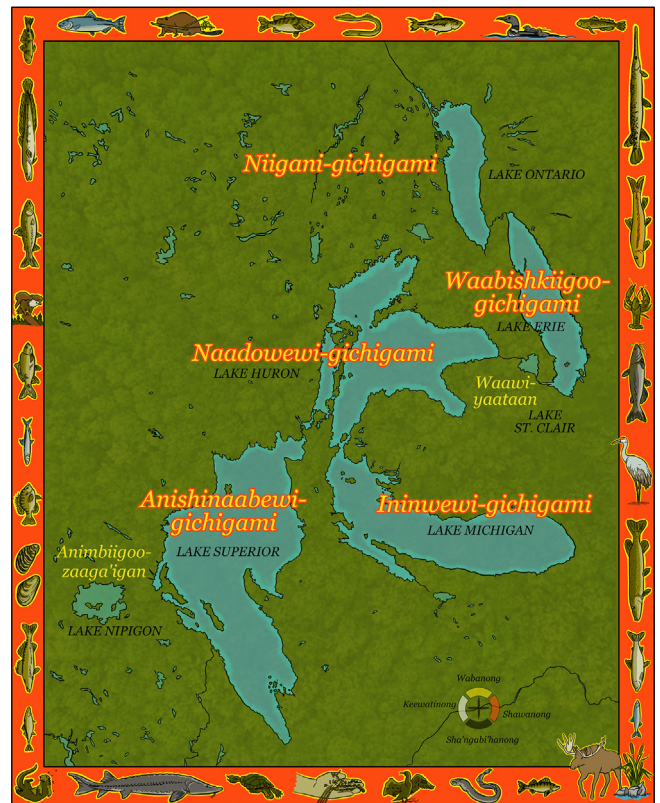 Niigani-gichigami
LAKE ONTARIO
Waabishkiigoo-
gichigami
LAKE ERIE
Naadowewi-gichigami
LAKE HURON
Waawi-
yaataan
LAKE
ST. CLAIR
Anishinaabewi-
gichigami
LAKE SUPERIOR
Ininwewi-gichigami
LAKE MICHIGAN
Animbiigoo-
zaaga'igan
LAKE NIPIGON
Wabanong
Keewatinong
Shawanong
Sha'ngabi'hanong